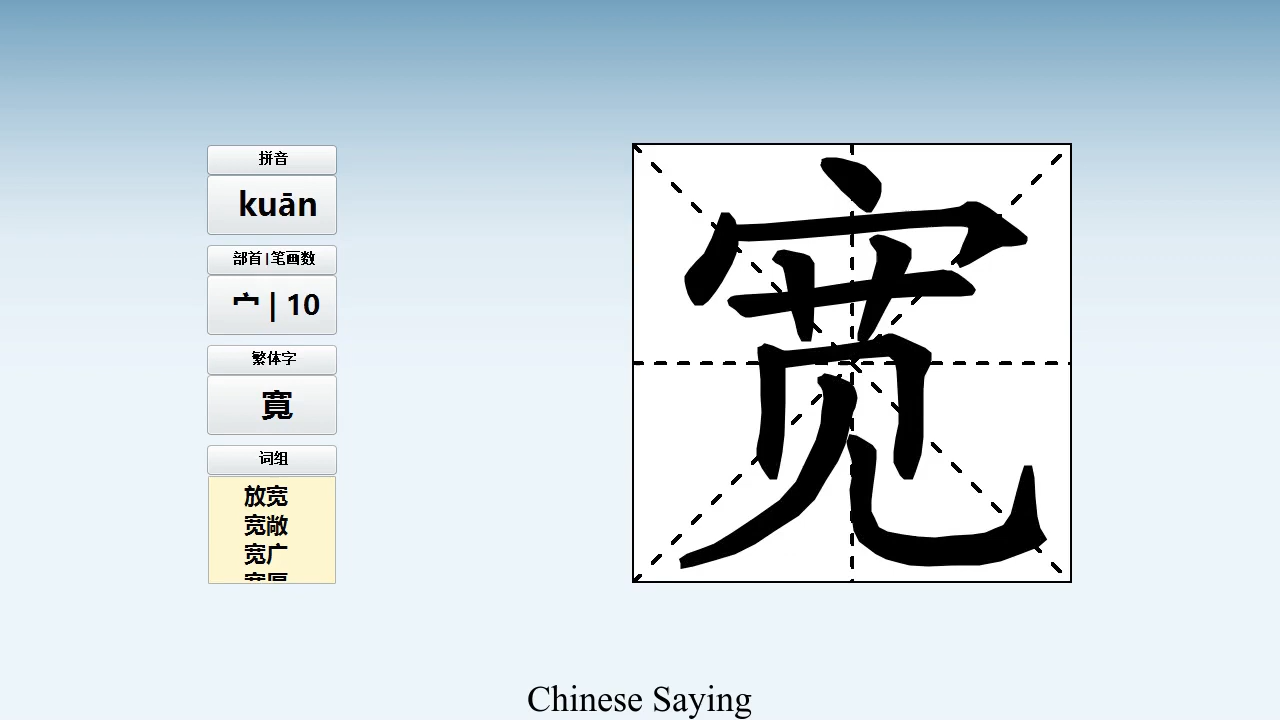 拼音
kuān
部首|笔画数
宀 | 10
繁体字
寬
词组
放宽
宽敞
宽广
宽
Chinese Saying